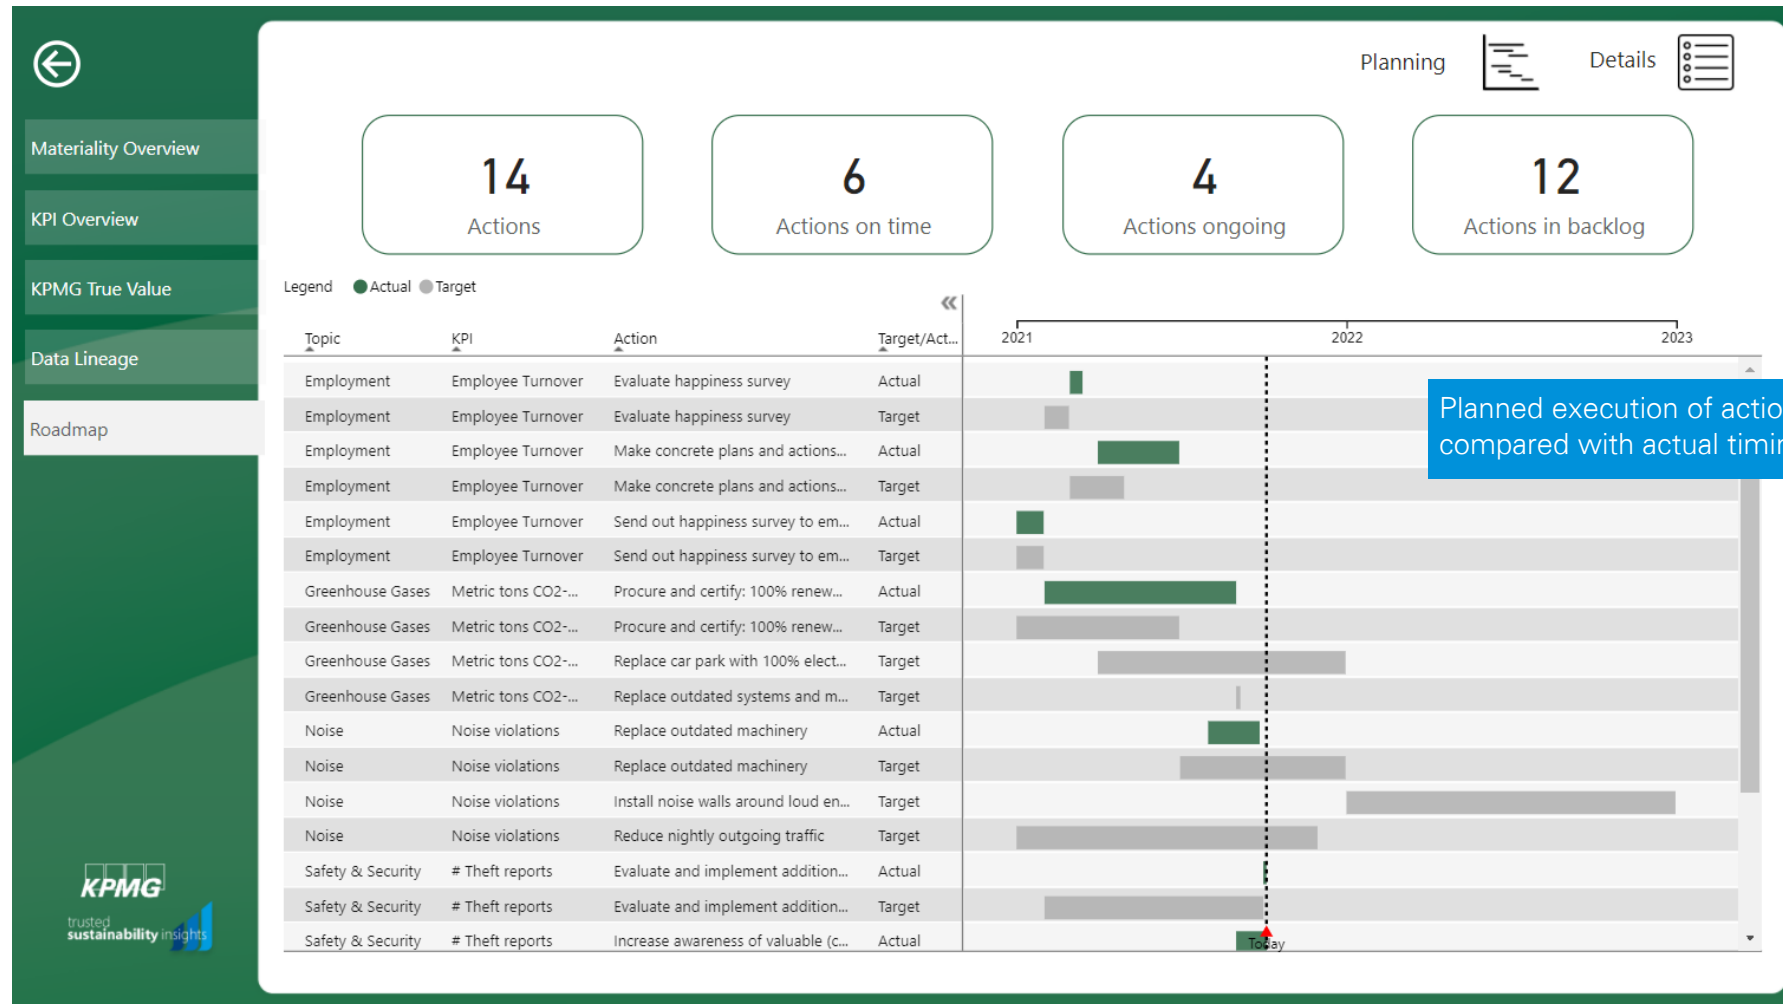 Planning Details
Materiality Overview
KPI Overview
KPMG True Value
Data Lineage
Roadmap
14
Actions
6
Actions on time
4
Actions ongoing
12
Actions in backlog
Legend Actual Target
Topic KPI Action Target/Act... 2021 2022 2023
Employment Employee Turnover Evaluate happiness survey Actual
Employment Employee Turnover Evaluate happiness survey Target
Employment Employee Turnover Make concrete plans and actions... Actual
Employment Employee Turnover Make concrete plans and actions... Target
Employment Employee Turnover Send out happiness survey to em... Actual
Employment Employee Turnover Send out happiness survey to em... Target
Greenhouse Gases Metric tons CO2-... Procure and certify: 100% renew... Actual
Greenhouse Gases Metric tons CO2-... Procure and certify: 100% renew... Target
Greenhouse Gases Metric tons CO2-... Replace car park with 100% elect... Target
Greenhouse Gases Metric tons CO2-... Replace outdated systems and m... Target
Noise Noise violations Replace outdated machinery Actual
Noise Noise violations Replace outdated machinery Target
Noise Noise violations Install noise walls around loud en... Target
Noise Noise violations Reduce nightly outgoing traffic Target
Safety & Security # Theft reports Evaluate and implement addition... Actual
Safety & Security # Theft reports Evaluate and implement addition... Target
Safety & Security # Theft reports Increase awareness of valuable (c... Actual
Today
Planned execution of actio
compared with actual timin
KPMG
trusted
sustainability insights